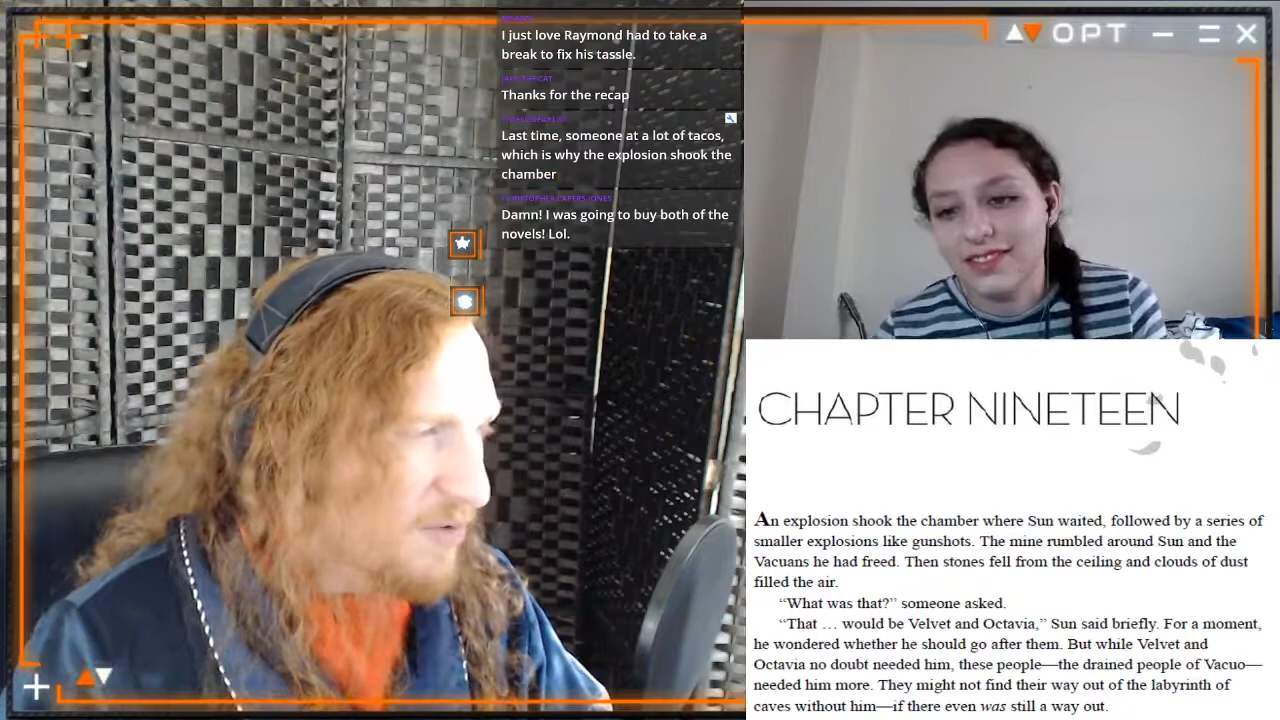 I just love Raymond had to take a
break to fix his tassle.
Thanks for the recap
Last time, someone at a lot of tacos,
which is why the explosion shook the
chamber
CHRISTOPHER CAPERS JONES
Damn! I was going to buy both of the
novels! Lol.
OPT
CHAPTER NINETEEN
An explosion shook the chamber where Sun waited, followed by a series of
smaller explosions like gunshots. The mine rumbled around Sun and the
Vacuans he had freed. Then stones fell from the ceiling and clouds of dust
filled the air.
“What was that?” someone asked.
“That … would be Velvet and Octavia,” Sun said briefly. For a moment,
he wondered whether he should go after them. But while Velvet and
Octavia no doubt needed him, these people—the drained people of Vacuo—
needed him more. They might not find their way out of the labyrinth of
caves without him—if there even was still a way out.